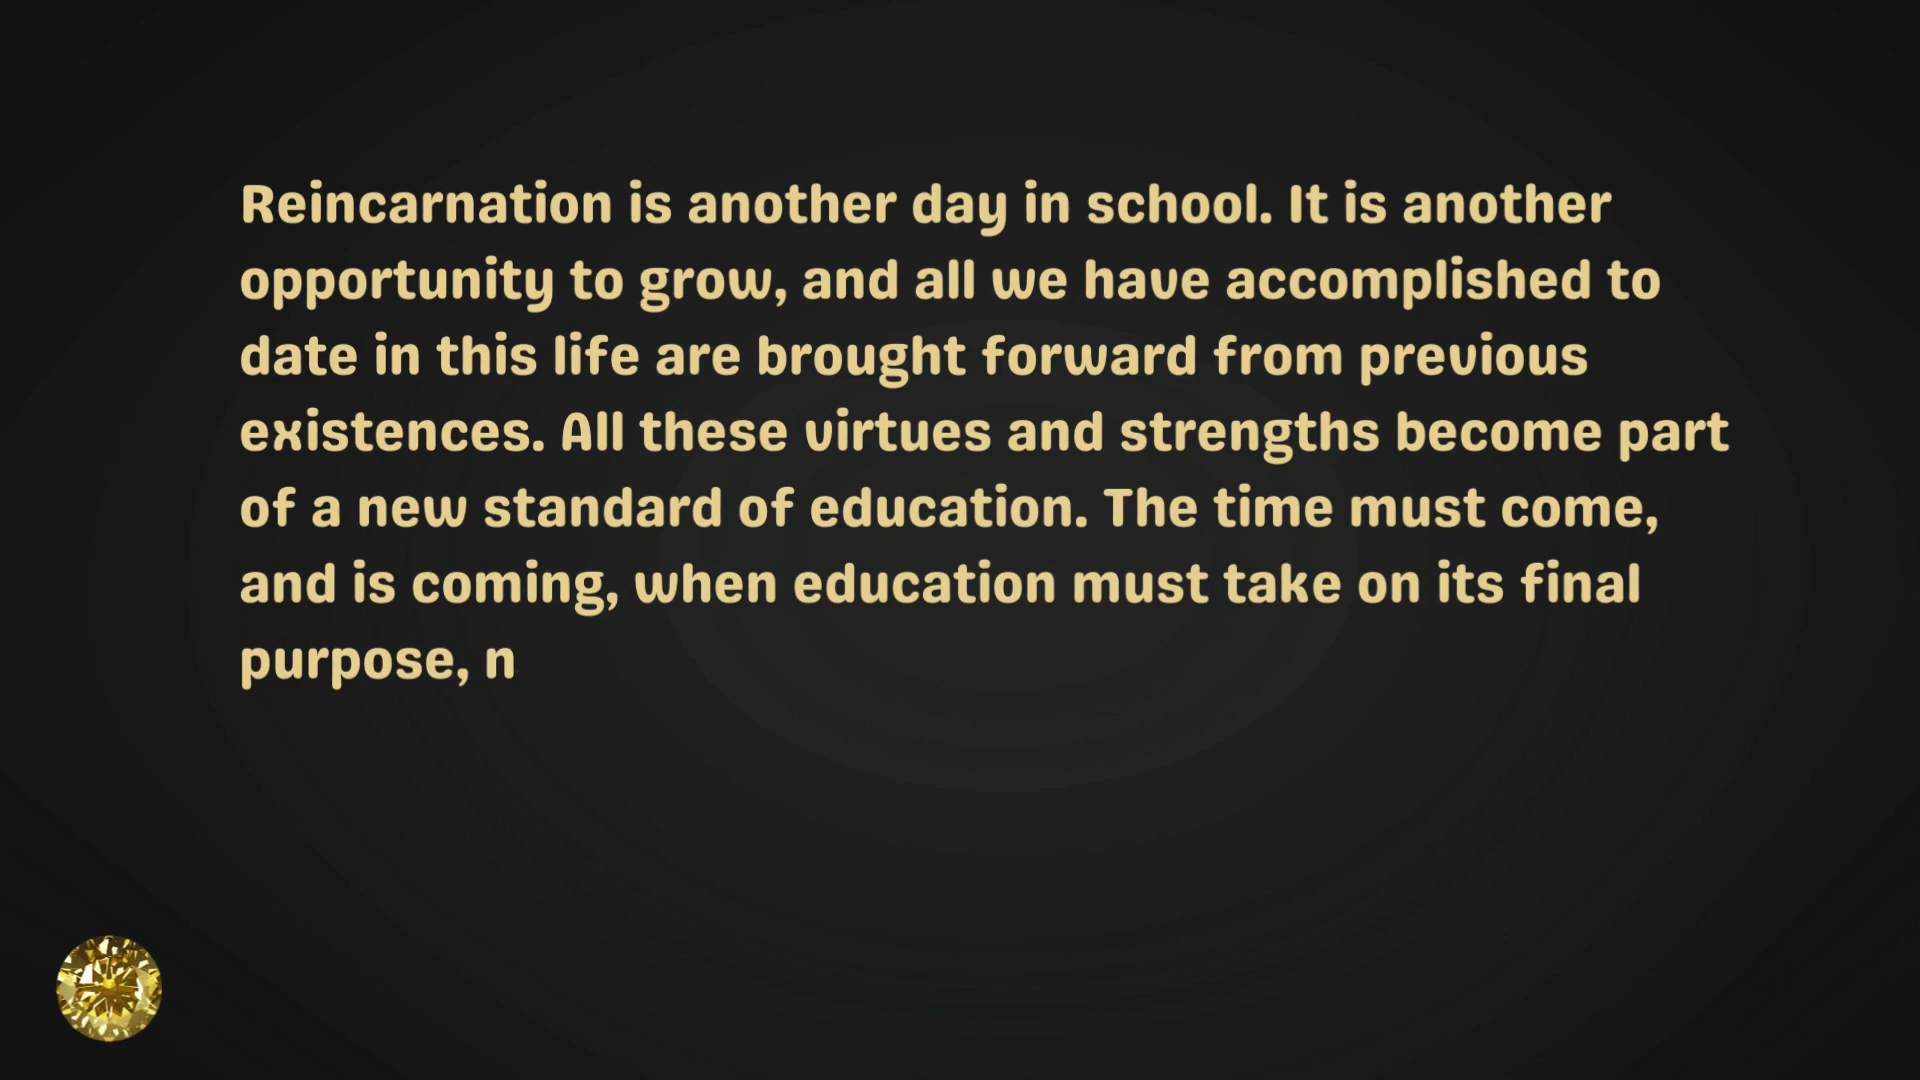 Reincarnation is another day in school. It is another
opportunity to grow, and all we have accomplished to
date in this life are brought forward from previous
existences. All these virtues and strengths become part
of a new standard of education. The time must come,
and is coming, when education must take on its final
purpose, n